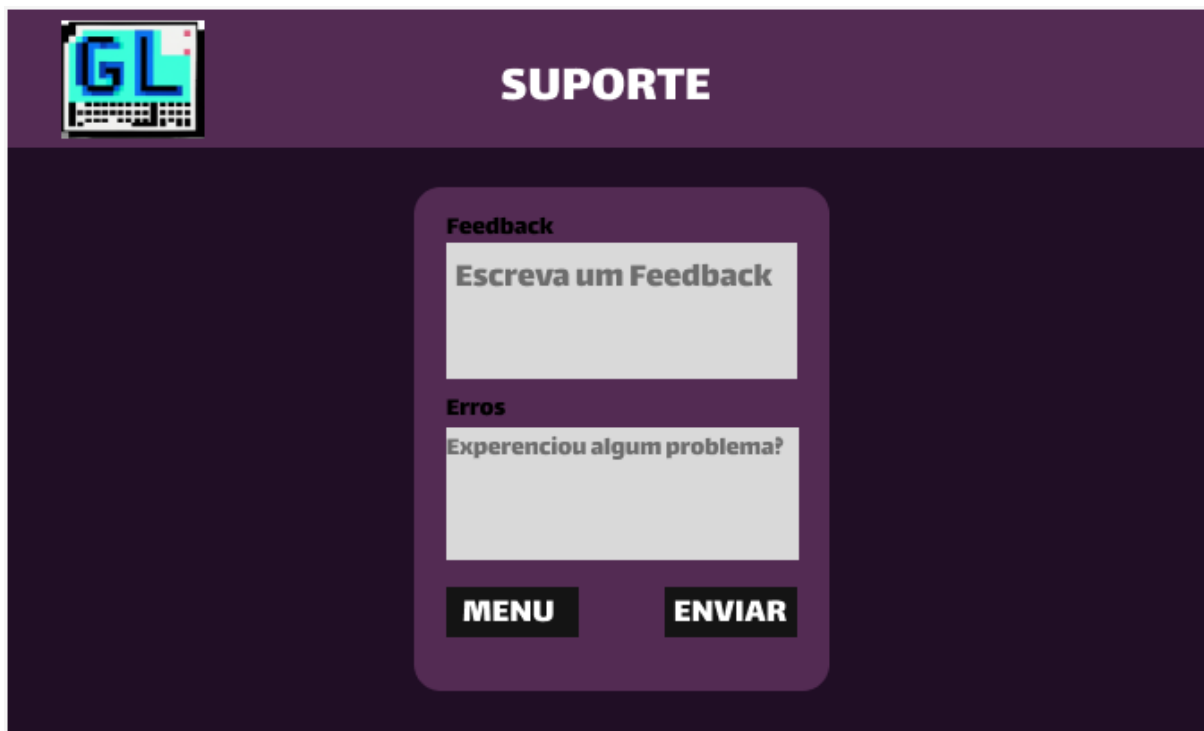 GL
SUPORTE
Feedback
Escreva um Feedback
Erros
Experenciou algum problema?
MENU
ENVIAR